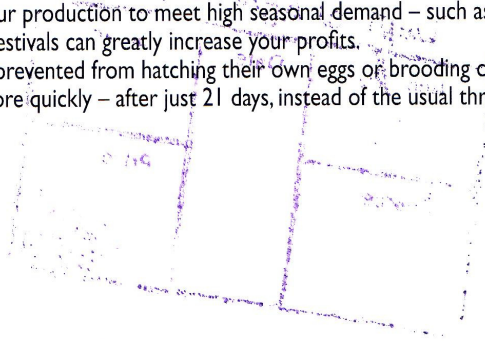 ur production to meet high seasonal demand – such as
estivals can greatly increase your profits.
prevented from hatching their own eggs or brooding c
ore quickly – after just 21 days, instead of the usual thr